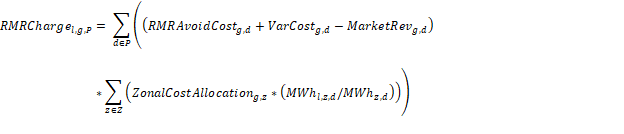 RMRCharge_{l,g,P} = ∑_{d∈P} ((RMRAvoidCost_{g,d} + VarCost_{g,d} − MarketRev_{g,d})
* ∑_{z∈Z} (ZonalCostAllocation_{g,z} * (MWh_{l,z,d}/MWh_{z,d})))